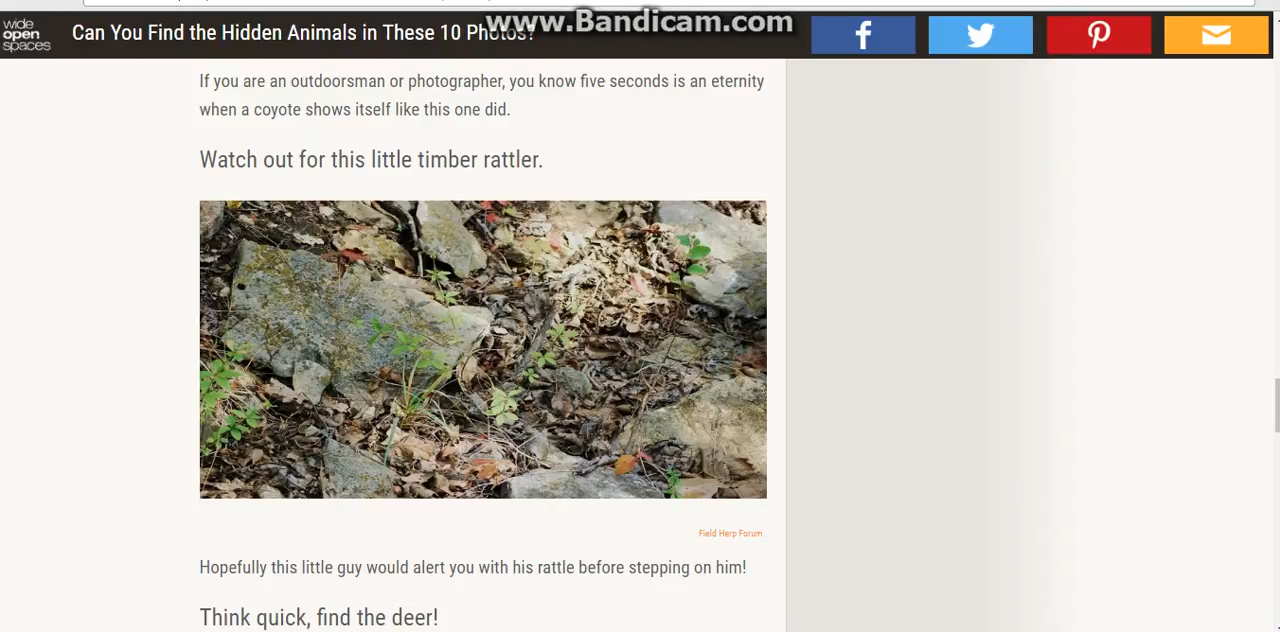 www.Bandicam.com
wide
open
spaces
Can You Find the Hidden Animals in These 10 Photos?
If you are an outdoorsman or photographer, you know five seconds is an eternity
when a coyote shows itself like this one did.
Watch out for this little timber rattler.
Field Herp Forum
Hopefully this little guy would alert you with his rattle before stepping on him!
Think quick, find the deer!